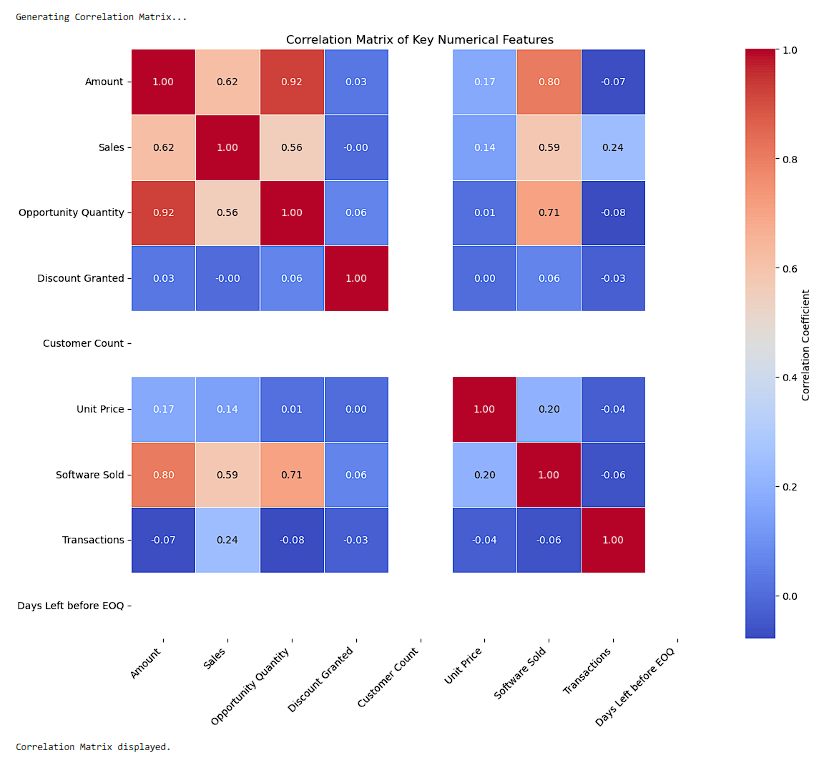 Generating Correlation Matrix...
Correlation Matrix of Key Numerical Features
1.0
Amount 1.00 0.62 0.92 0.03 0.17 0.80 -0.07
Sales 0.62 1.00 0.56 -0.00 0.14 0.59 0.24
0.8
Opportunity Quantity 0.92 0.56 1.00 0.06 0.01 0.71 -0.08
0.6
Discount Granted 0.03 -0.00 0.06 1.00 0.00 0.06 -0.03
Customer Count
Correlation Coefficient
0.4
Unit Price 0.17 0.14 0.01 0.00 1.00 0.20 -0.04
Software Sold 0.80 0.59 0.71 0.06 0.20 1.00 -0.06
0.2
Transactions -0.07 0.24 -0.08 -0.03 -0.04 -0.06 1.00
0.0
Days Left before EOQ
Amount
Sales
Opportunity Quantity
Discount Granted
Customer Count
Unit Price
Software Sold
Transactions
Days Left before EOQ
Correlation Matrix displayed.